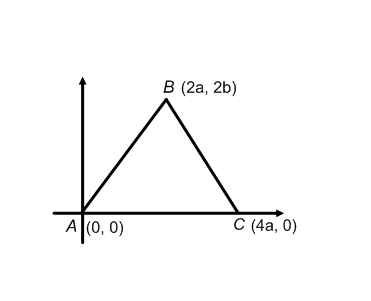 B (2a, 2b)
A (0, 0)
C (4a, 0)